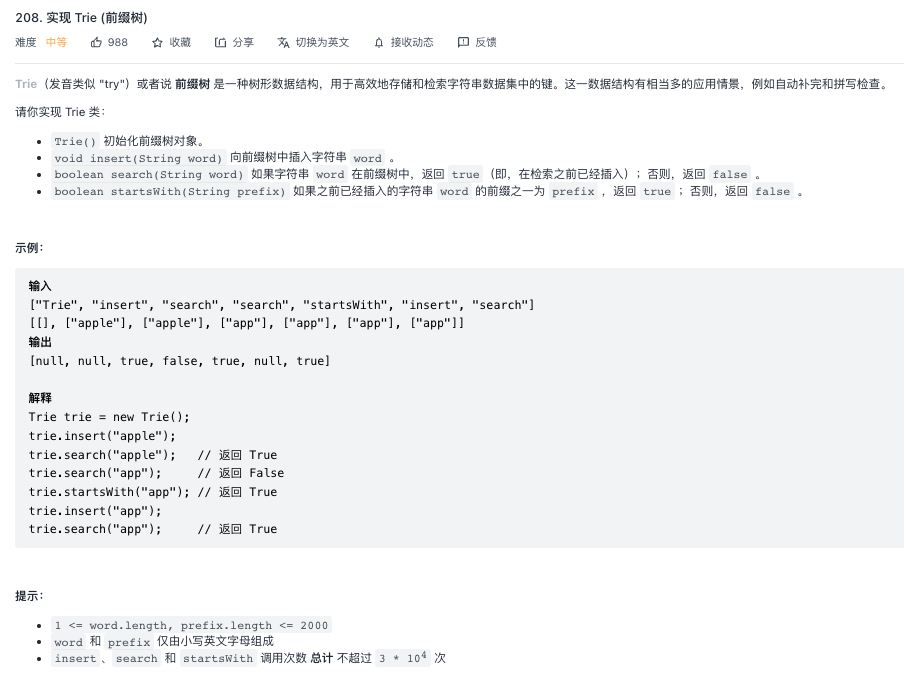 208. 实现 Trie (前缀树)
难度 中等 988 收藏 分享 切换为英文 接收动态 反馈
Trie（发音类似 "try"）或者说 前缀树 是一种树形数据结构，用于高效地存储和检索字符串数据集中的键。这一数据结构有相当多的应用情景，例如自动补完和拼写检查。
请你实现 Trie 类：
• Trie() 初始化前缀树对象。
• void insert(String word) 向前缀树中插入字符串 word 。
• boolean search(String word) 如果字符串 word 在前缀树中，返回 true（即，在检索之前已经插入）；否则，返回 false 。
• boolean startsWith(String prefix) 如果之前已经插入的字符串 word 的前缀之一为 prefix ，返回 true ；否则，返回 false 。
示例：
输入
["Trie", "insert", "search", "search", "startsWith", "insert", "search"]
[[], ["apple"], ["apple"], ["app"], ["app"], ["app"], ["app"]]
输出
[null, null, true, false, true, null, true]
解释
Trie trie = new Trie();
trie.insert("apple");
trie.search("apple");   // 返回 True
trie.search("app");     // 返回 False
trie.startsWith("app"); // 返回 True
trie.insert("app");
trie.search("app");     // 返回 True
提示：
• 1 <= word.length, prefix.length <= 2000
• word 和 prefix 仅由小写英文字母组成
• insert、search 和 startsWith 调用次数 总计 不超过 3 * 10⁴ 次